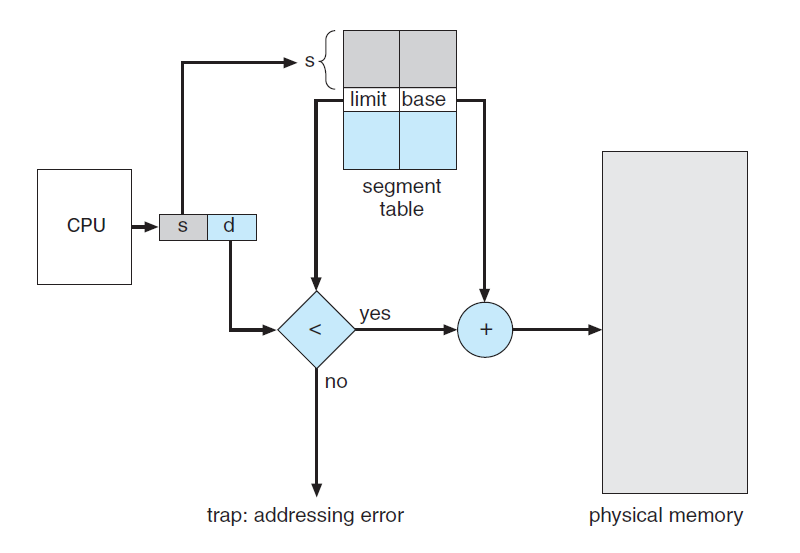 s
limit base
segment
table
CPU
s d
<
yes
+
no
trap: addressing error
physical memory